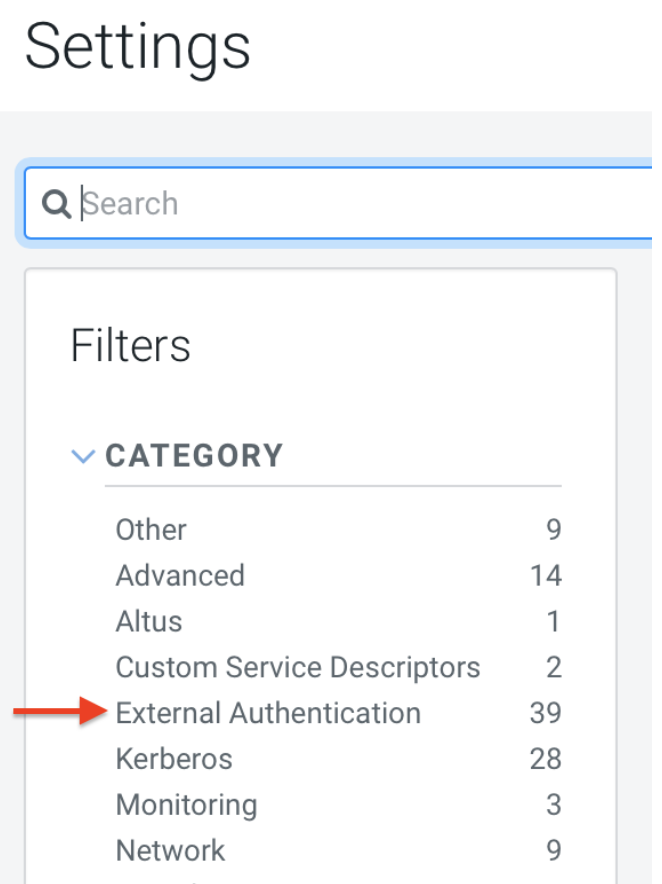 Settings
Search
Filters
CATEGORY
Other 9
Advanced 14
Altus 1
Custom Service Descriptors 2
External Authentication 39
Kerberos 28
Monitoring 3
Network 9